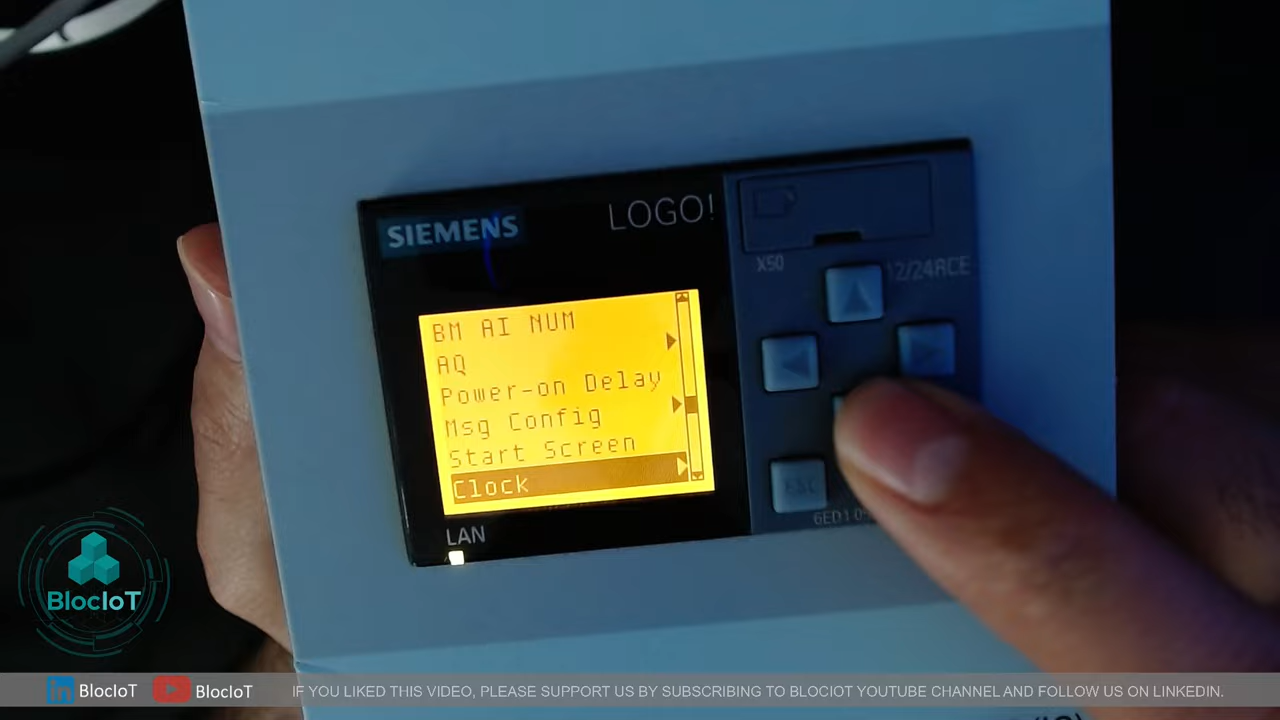 SIEMENS
LOGO!
X50
12/24RCE
BM AI NUM
AQ
Power-on Delay
Msg Config
Start Screen
Clock
ESC
LAN
BlocIoT
BlocIoT
BlocIoT
IF YOU LIKED THIS VIDEO, PLEASE SUPPORT US BY SUBSCRIBING TO BLOCIOT YOUTUBE CHANNEL AND FOLLOW US ON LINKEDIN.